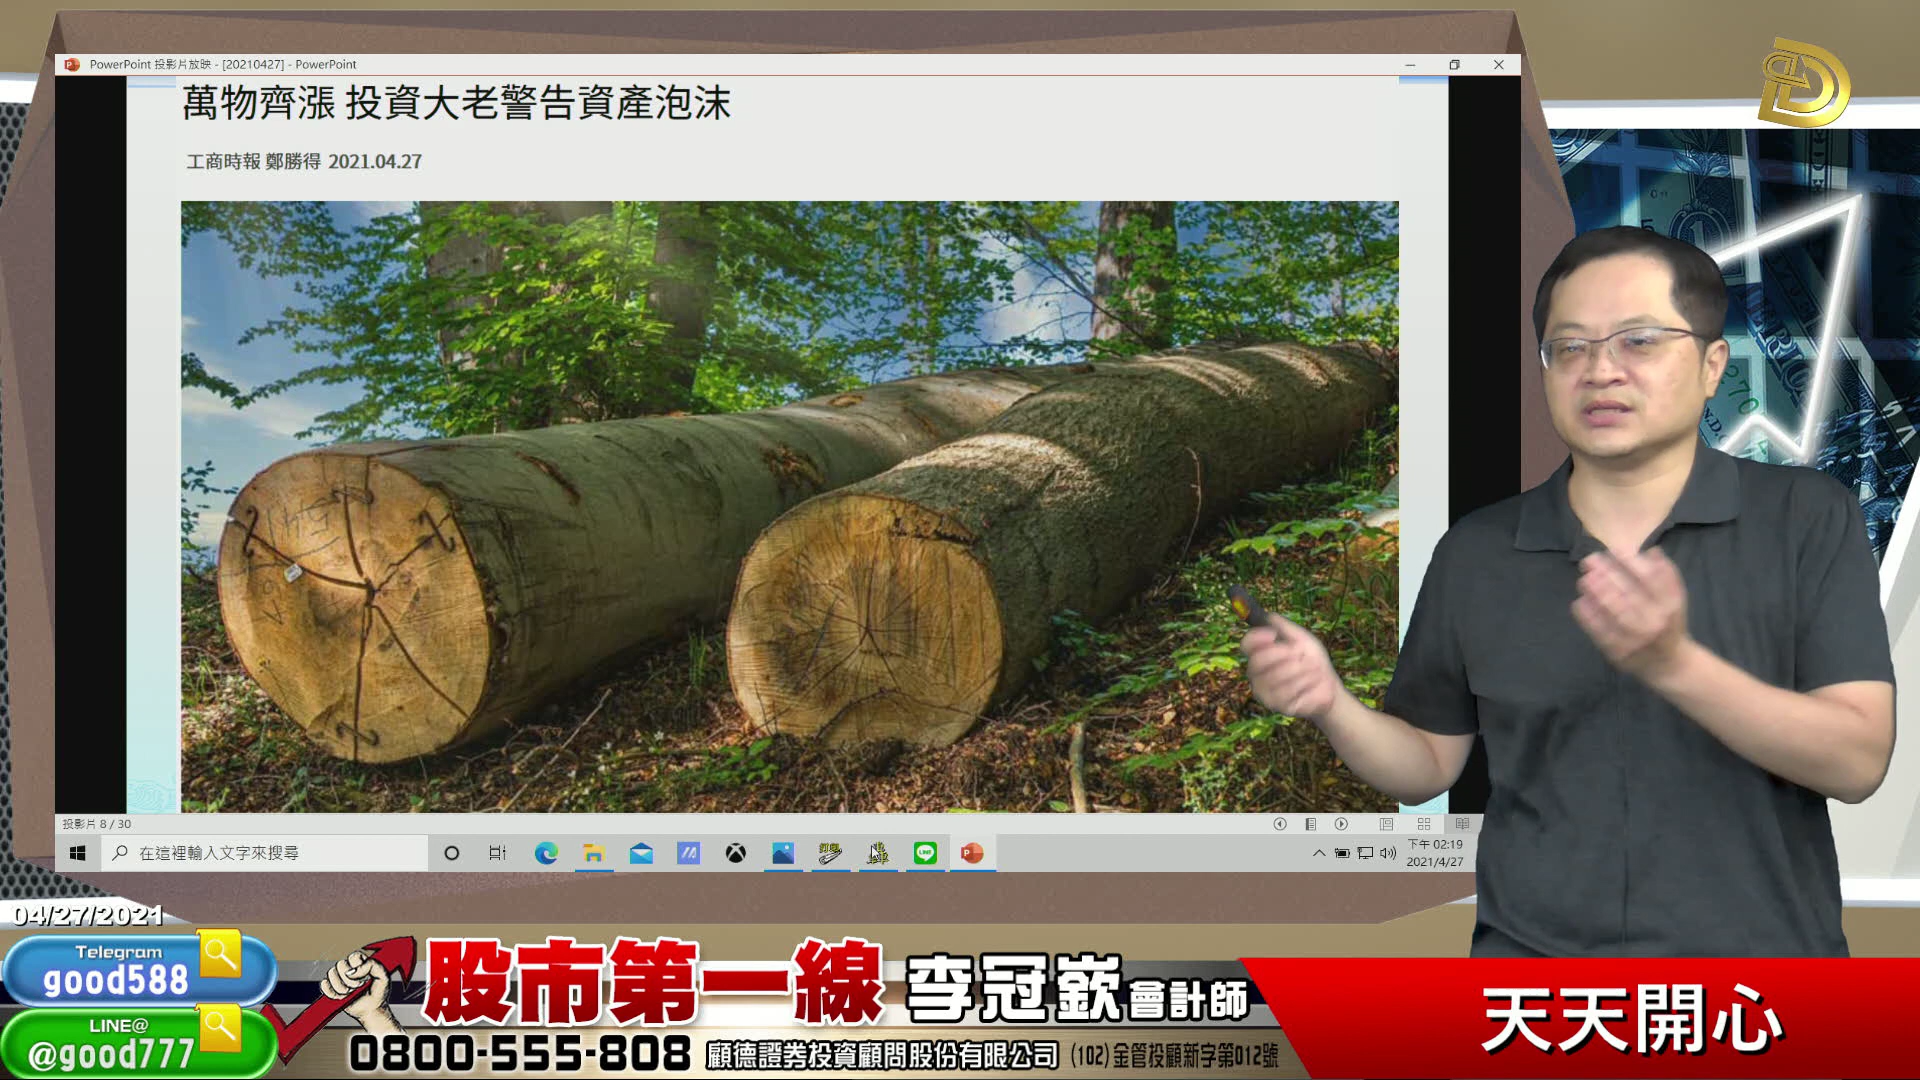 PowerPoint 投影片放映 - [20210427] - PowerPoint
萬物齊漲 投資大老警告資產泡沫
工商時報 鄭勝得 2021.04.27
投影片 8 / 30
在這裡輸入文字來搜尋
下午 02:19
2021/4/27
04/27/2021
Telegram
good588
LINE@
@good777
股市第一線 李冠嶔 會計師
0800-555-808 顧德證券投資顧問股份有限公司 (102)金管投顧新字第012號
天天開心